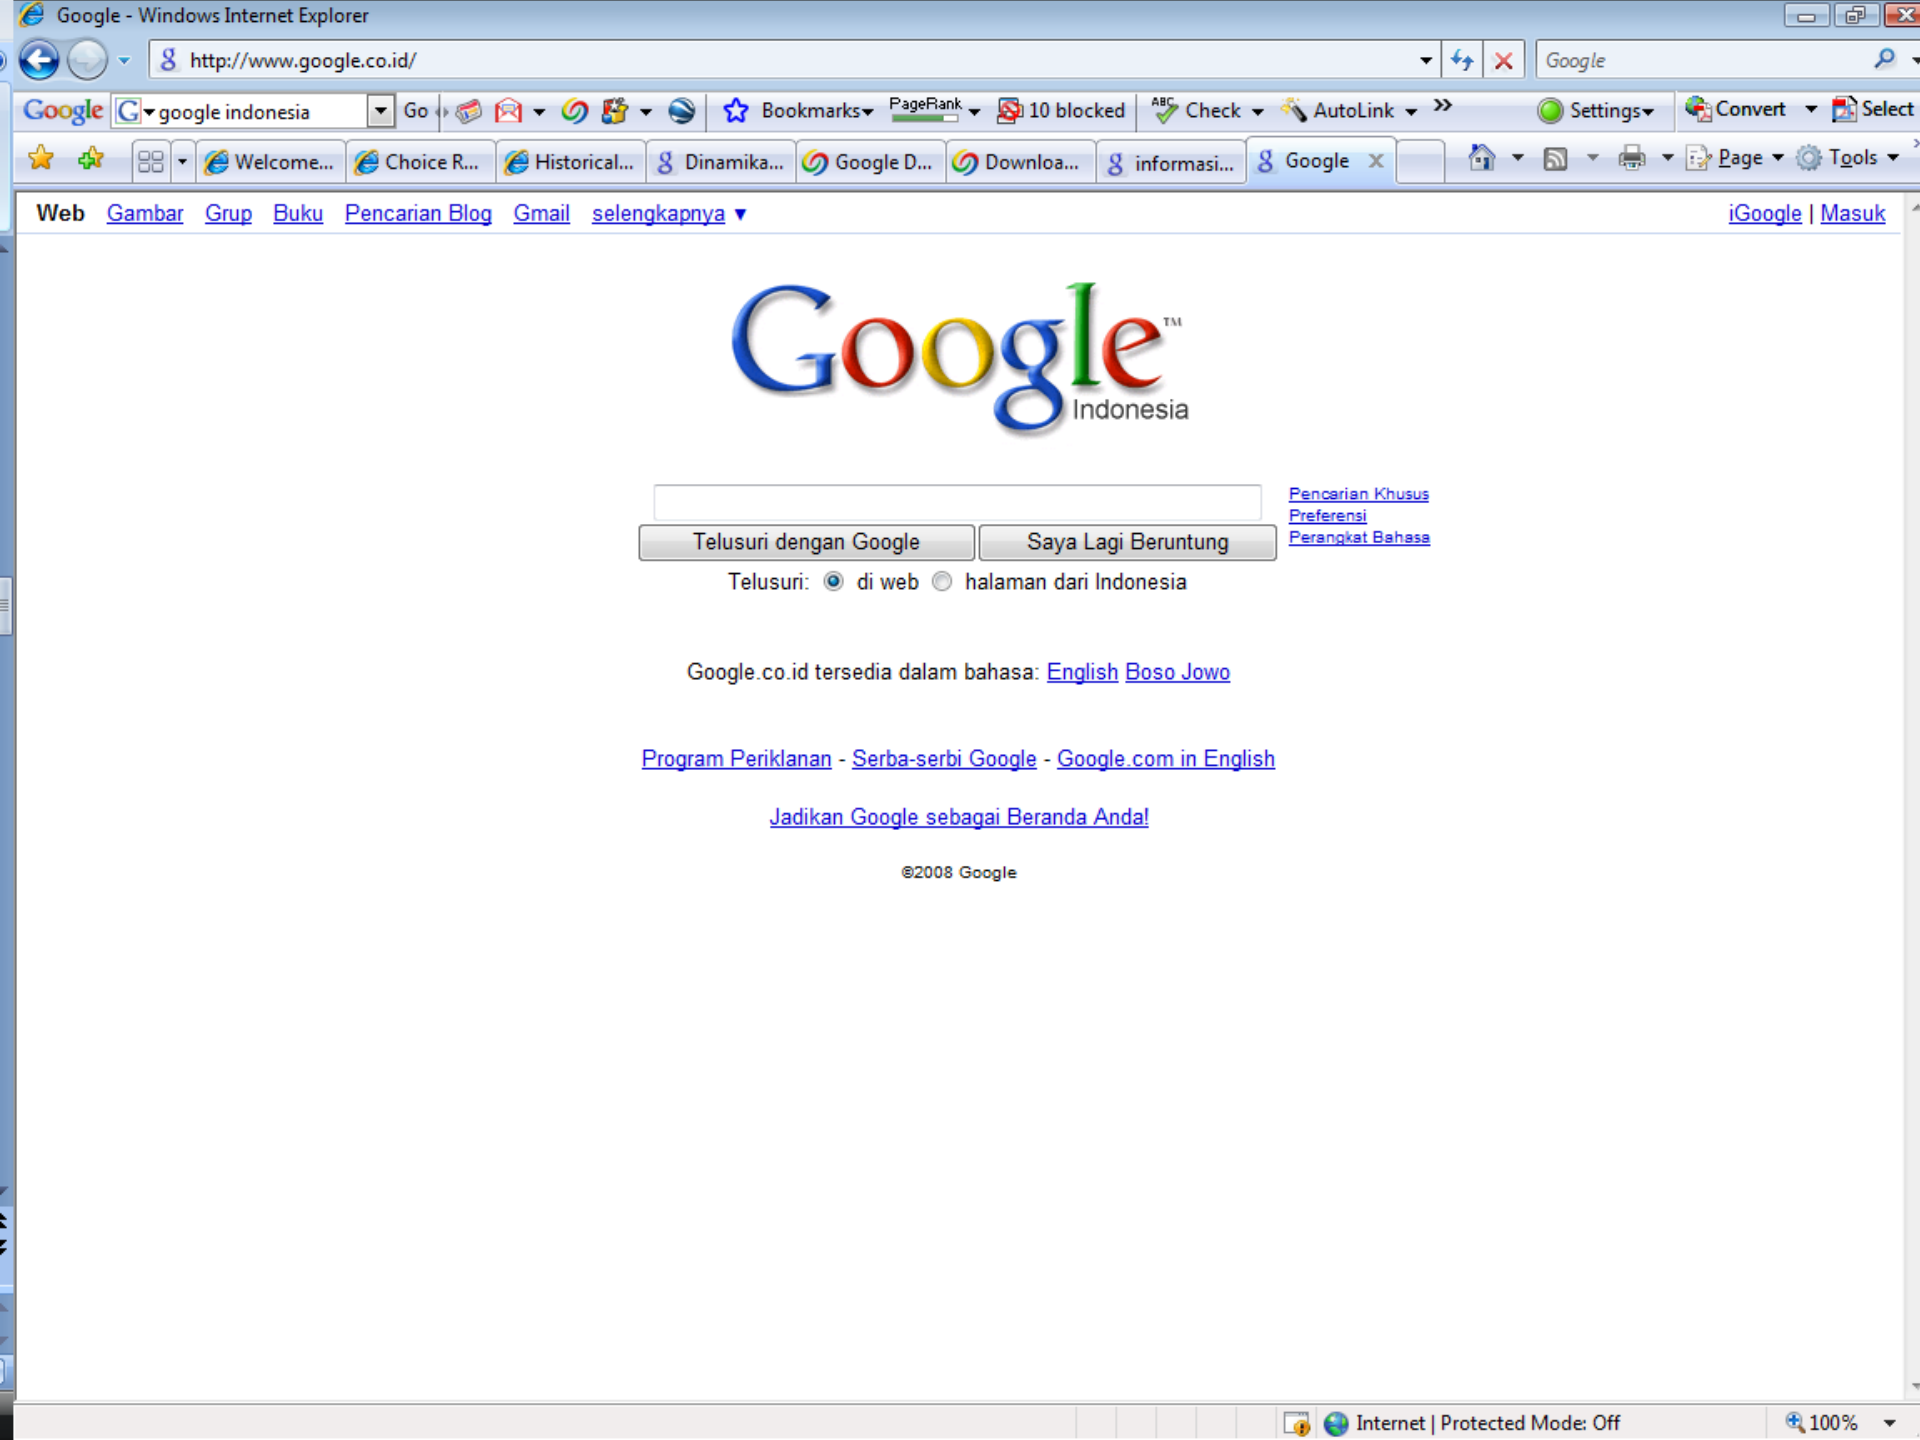 Google - Windows Internet Explorer
http://www.google.co.id/ Google
Google google indonesia Go Bookmarks PageRank 10 blocked ABC Check AutoLink » Settings Convert Select
Welcome... Choice R... Historical... Dinamika... Google D... Downloa... informasi... Google Page Tools
Web Gambar Grup Buku Pencarian Blog Gmail selengkapnya ▼ iGoogle | Masuk
Google™
Indonesia
Pencarian Khusus
Preferensi
Perangkat Bahasa
Telusuri dengan Google Saya Lagi Beruntung
Telusuri: di web halaman dari Indonesia
Google.co.id tersedia dalam bahasa: English Boso Jowo
Program Periklanan - Serba-serbi Google - Google.com in English
Jadikan Google sebagai Beranda Anda!
©2008 Google
Internet | Protected Mode: Off 100%